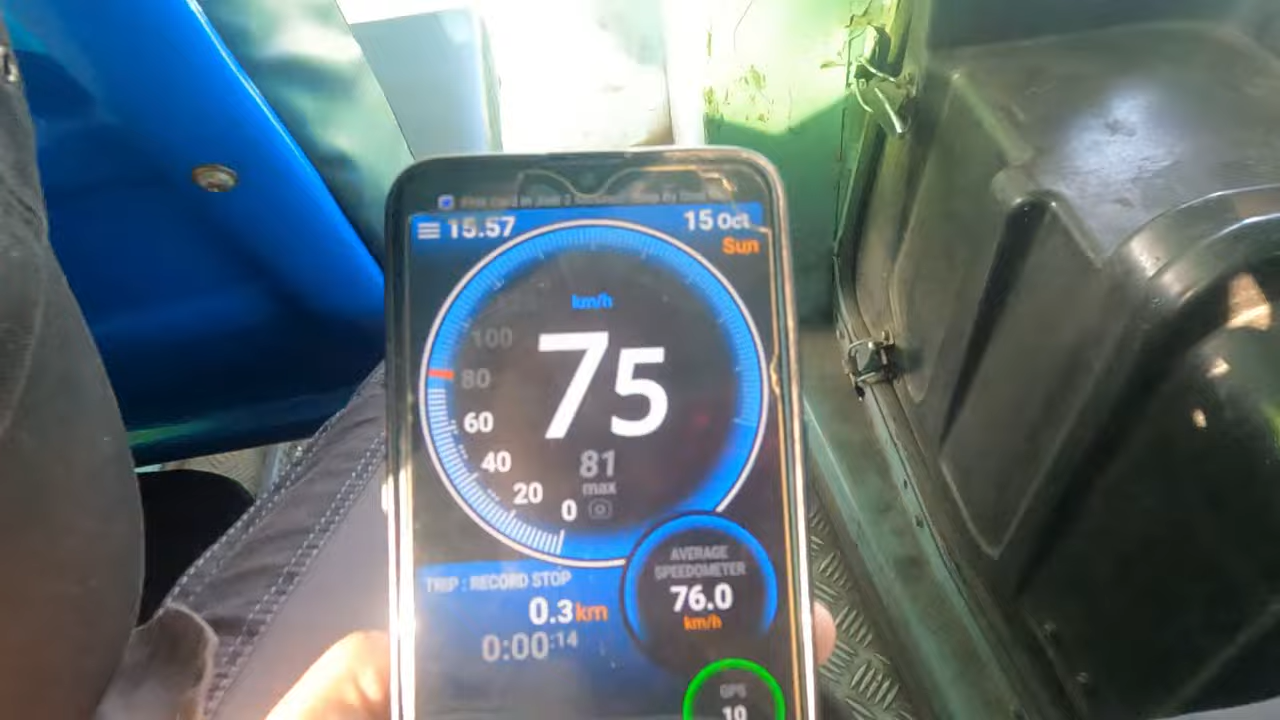 15.57
15 Oct
Sun
km/h
100
80
60
40
20
0
75
81
max
TRIP : RECORD STOP
0.3km
0:00:14
AVERAGE
SPEEDOMETER
76.0
km/h
GPS
10